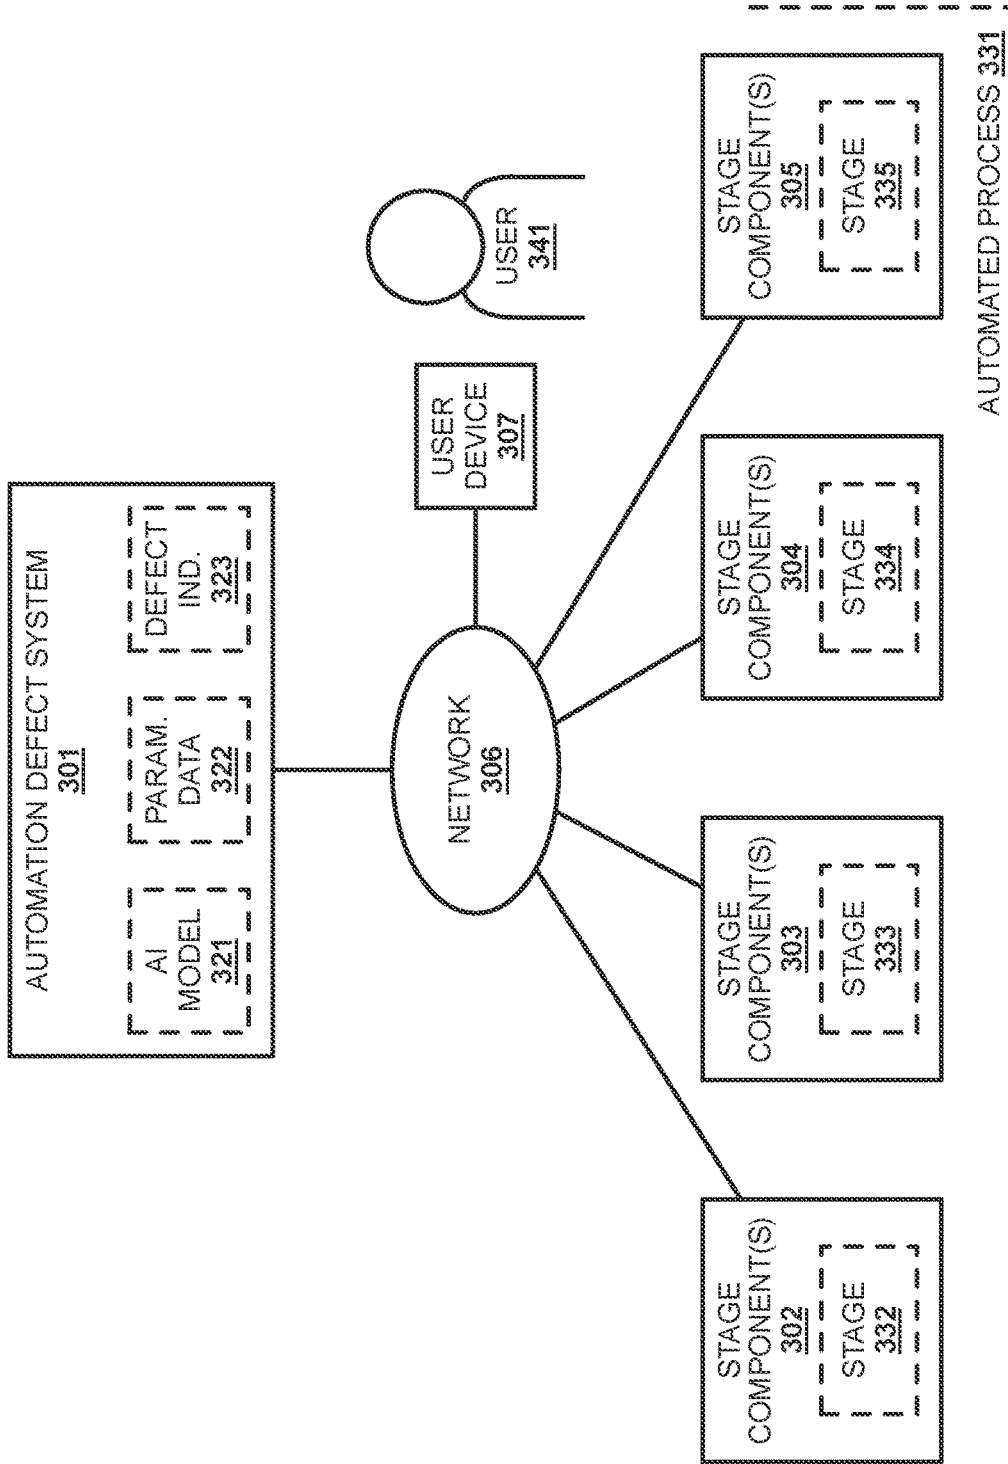 AUTOMATION DEFECT SYSTEM
301
AI
MODEL
321
PARAM.
DATA
322
DEFECT
IND.
323
NETWORK
306
USER
DEVICE
307
USER
341
STAGE
COMPONENT(S)
302
STAGE
332
STAGE
COMPONENT(S)
303
STAGE
333
STAGE
COMPONENT(S)
304
STAGE
334
STAGE
COMPONENT(S)
305
STAGE
335
AUTOMATED PROCESS 331